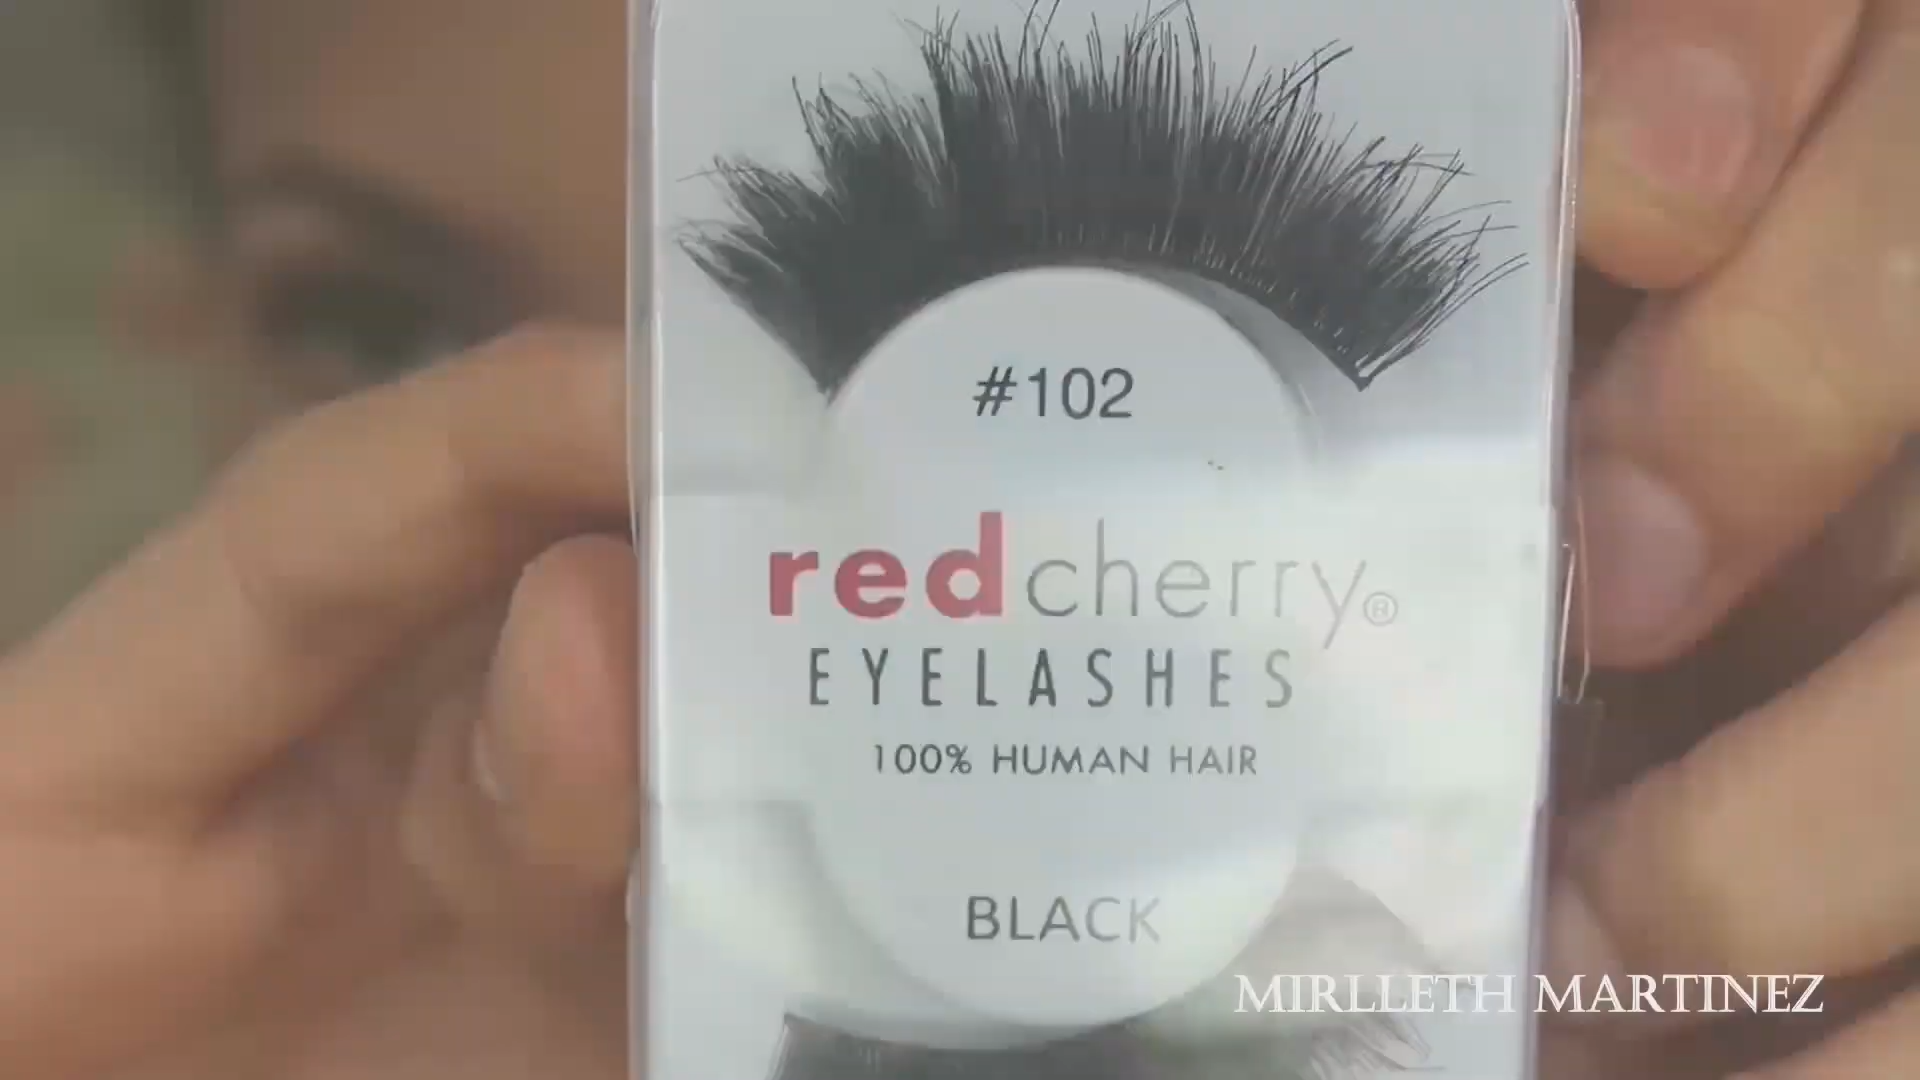 #102
redcherry®
EYELASHES
100% HUMAN HAIR
BLACK
MIRLLETH MARTINEZ